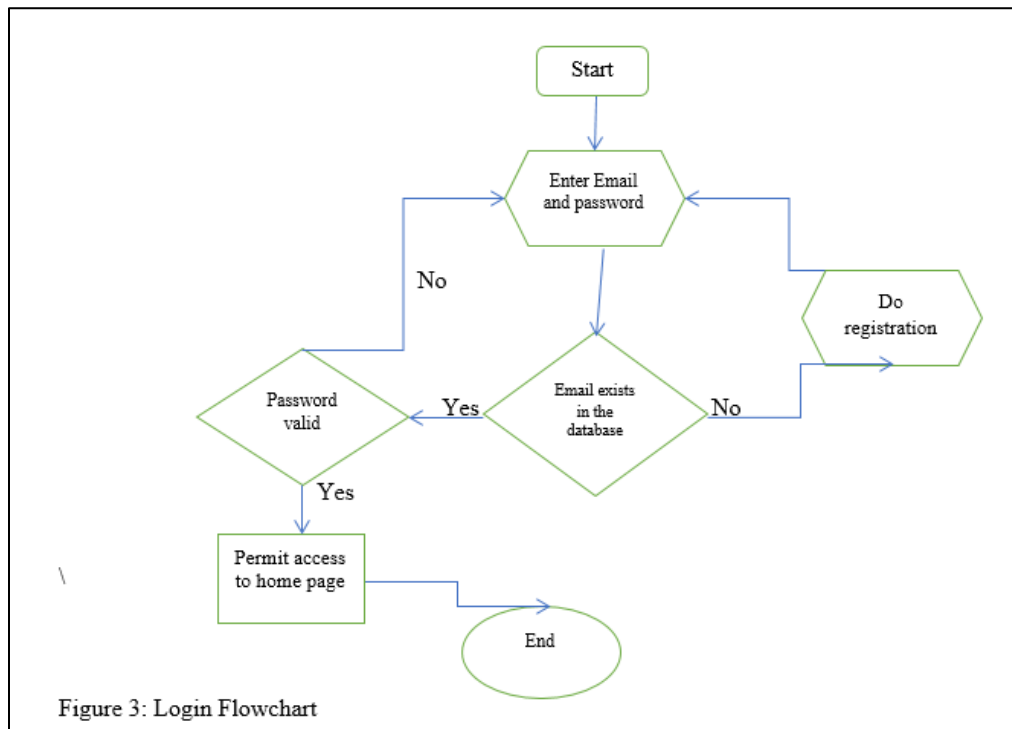 Start
Enter Email
and password
No
Do
registration
Password
valid
Yes
Email exists
in the
database
No
Yes
Permit access
to home page
\
End
Figure 3: Login Flowchart